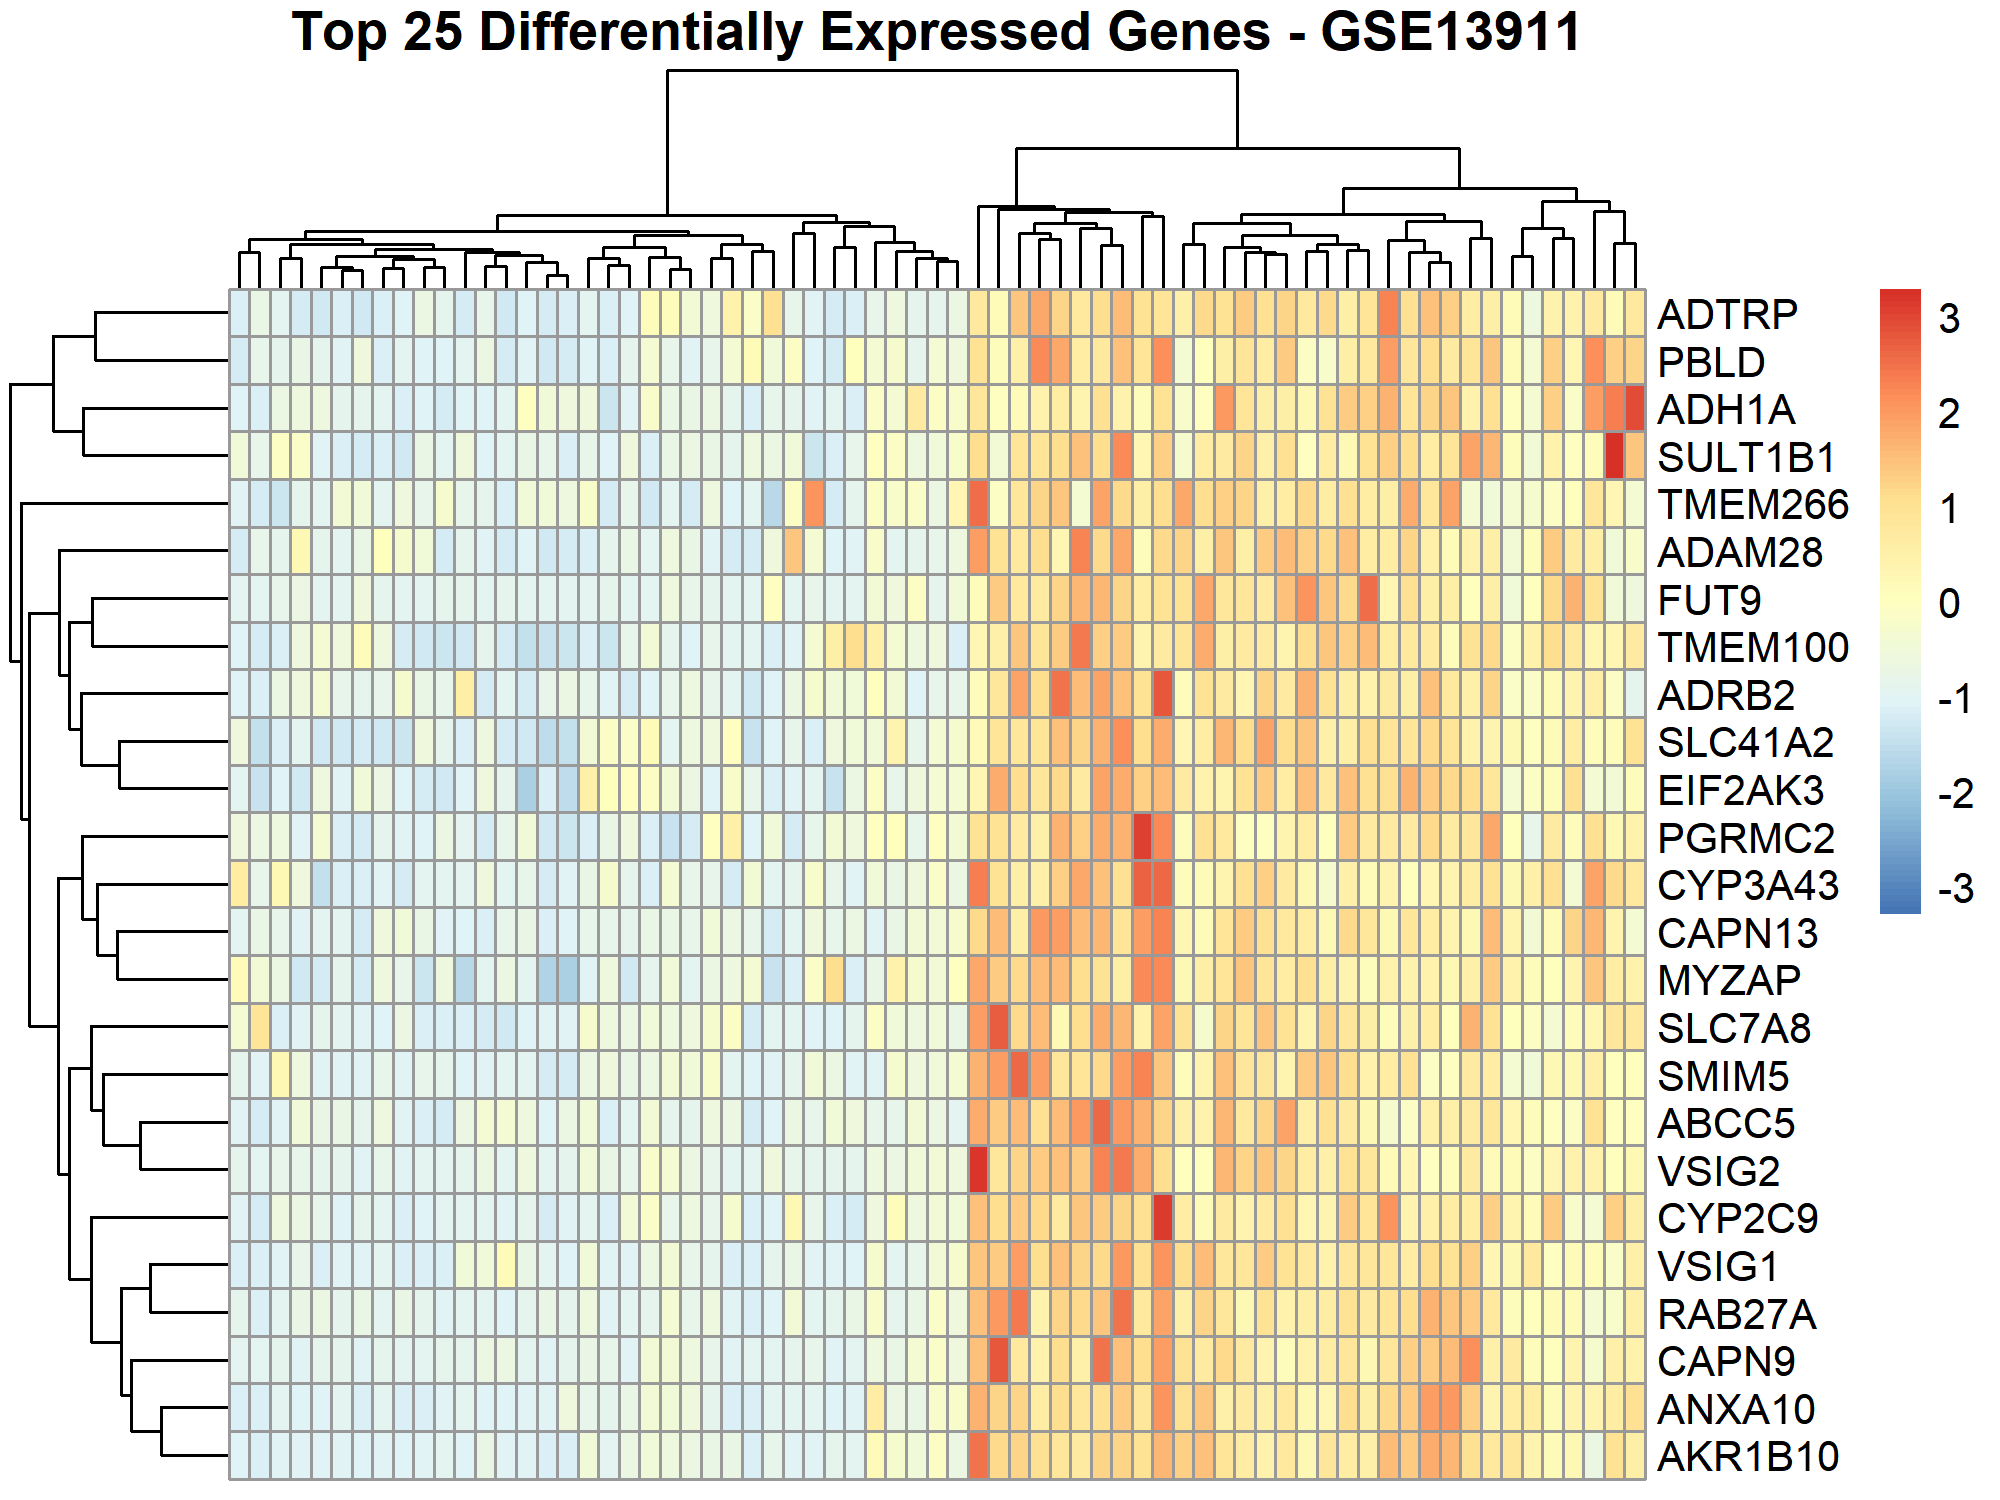 Top 25 Differentially Expressed Genes - GSE13911
ADTRP
PBLD
ADH1A
SULT1B1
TMEM266
ADAM28
FUT9
TMEM100
ADRB2
SLC41A2
EIF2AK3
PGRMC2
CYP3A43
CAPN13
MYZAP
SLC7A8
SMIM5
ABCC5
VSIG2
CYP2C9
VSIG1
RAB27A
CAPN9
ANXA10
AKR1B10
3
2
1
0
-1
-2
-3